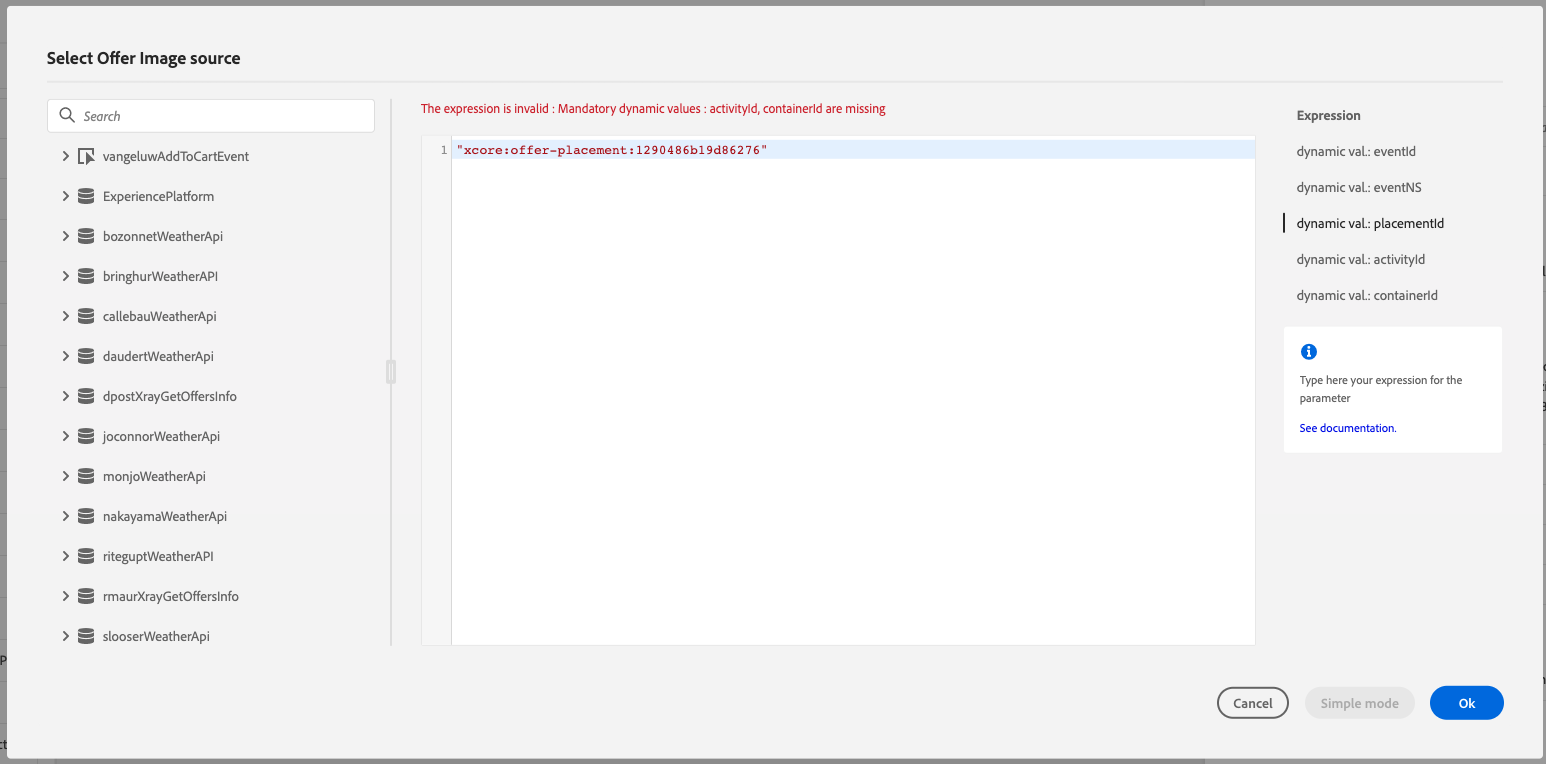 Select Offer Image source
Search
vangeluwAddToCartEvent
ExperiencePlatform
bozonnetWeatherApi
bringhurWeatherAPI
callebauWeatherApi
daudertWeatherApi
dpostXrayGetOffersInfo
joconnorWeatherApi
monjoWeatherApi
nakayamaWeatherApi
riteguptWeatherAPI
rmaurXrayGetOffersInfo
slooserWeatherApi
The expression is invalid : Mandatory dynamic values : activityId, containerId are missing
1 "xcore:offer-placement:1290486b19d86276"
Expression
dynamic val.: eventId
dynamic val.: eventNS
dynamic val.: placementId
dynamic val.: activityId
dynamic val.: containerId
Type here your expression for the
parameter
See documentation.
Cancel
Simple mode
Ok